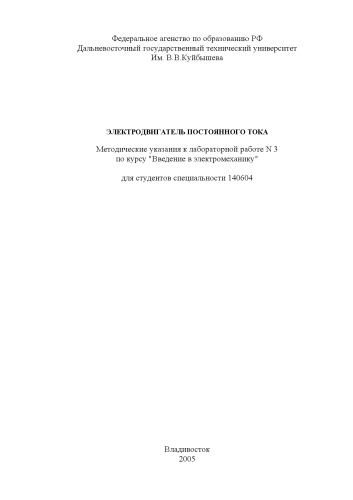 Федеральное агенство по образованию РФ
Дальневосточный государственный технический университет
Им. В.В.Куйбышева
ЭЛЕКТРОДВИГАТЕЛЬ ПОСТОЯННОГО ТОКА
Методические указания к лабораторной работе N 3
по курсу "Введение в электромеханику"
для студентов специальности 140604
Владивосток
2005